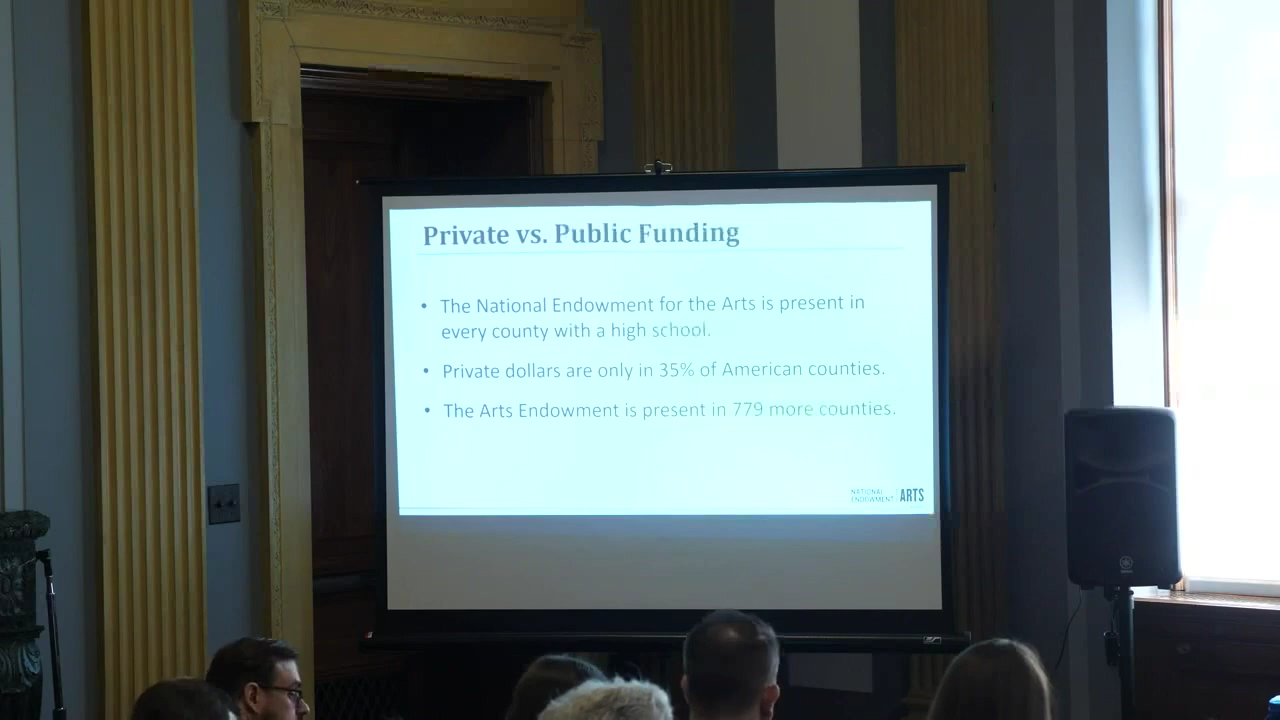 Private vs. Public Funding
• The National Endowment for the Arts is present in
every county with a high school.
• Private dollars are only in 35% of American counties.
• The Arts Endowment is present in 779 more counties.
NATIONAL
ENDOWMENT
ARTS